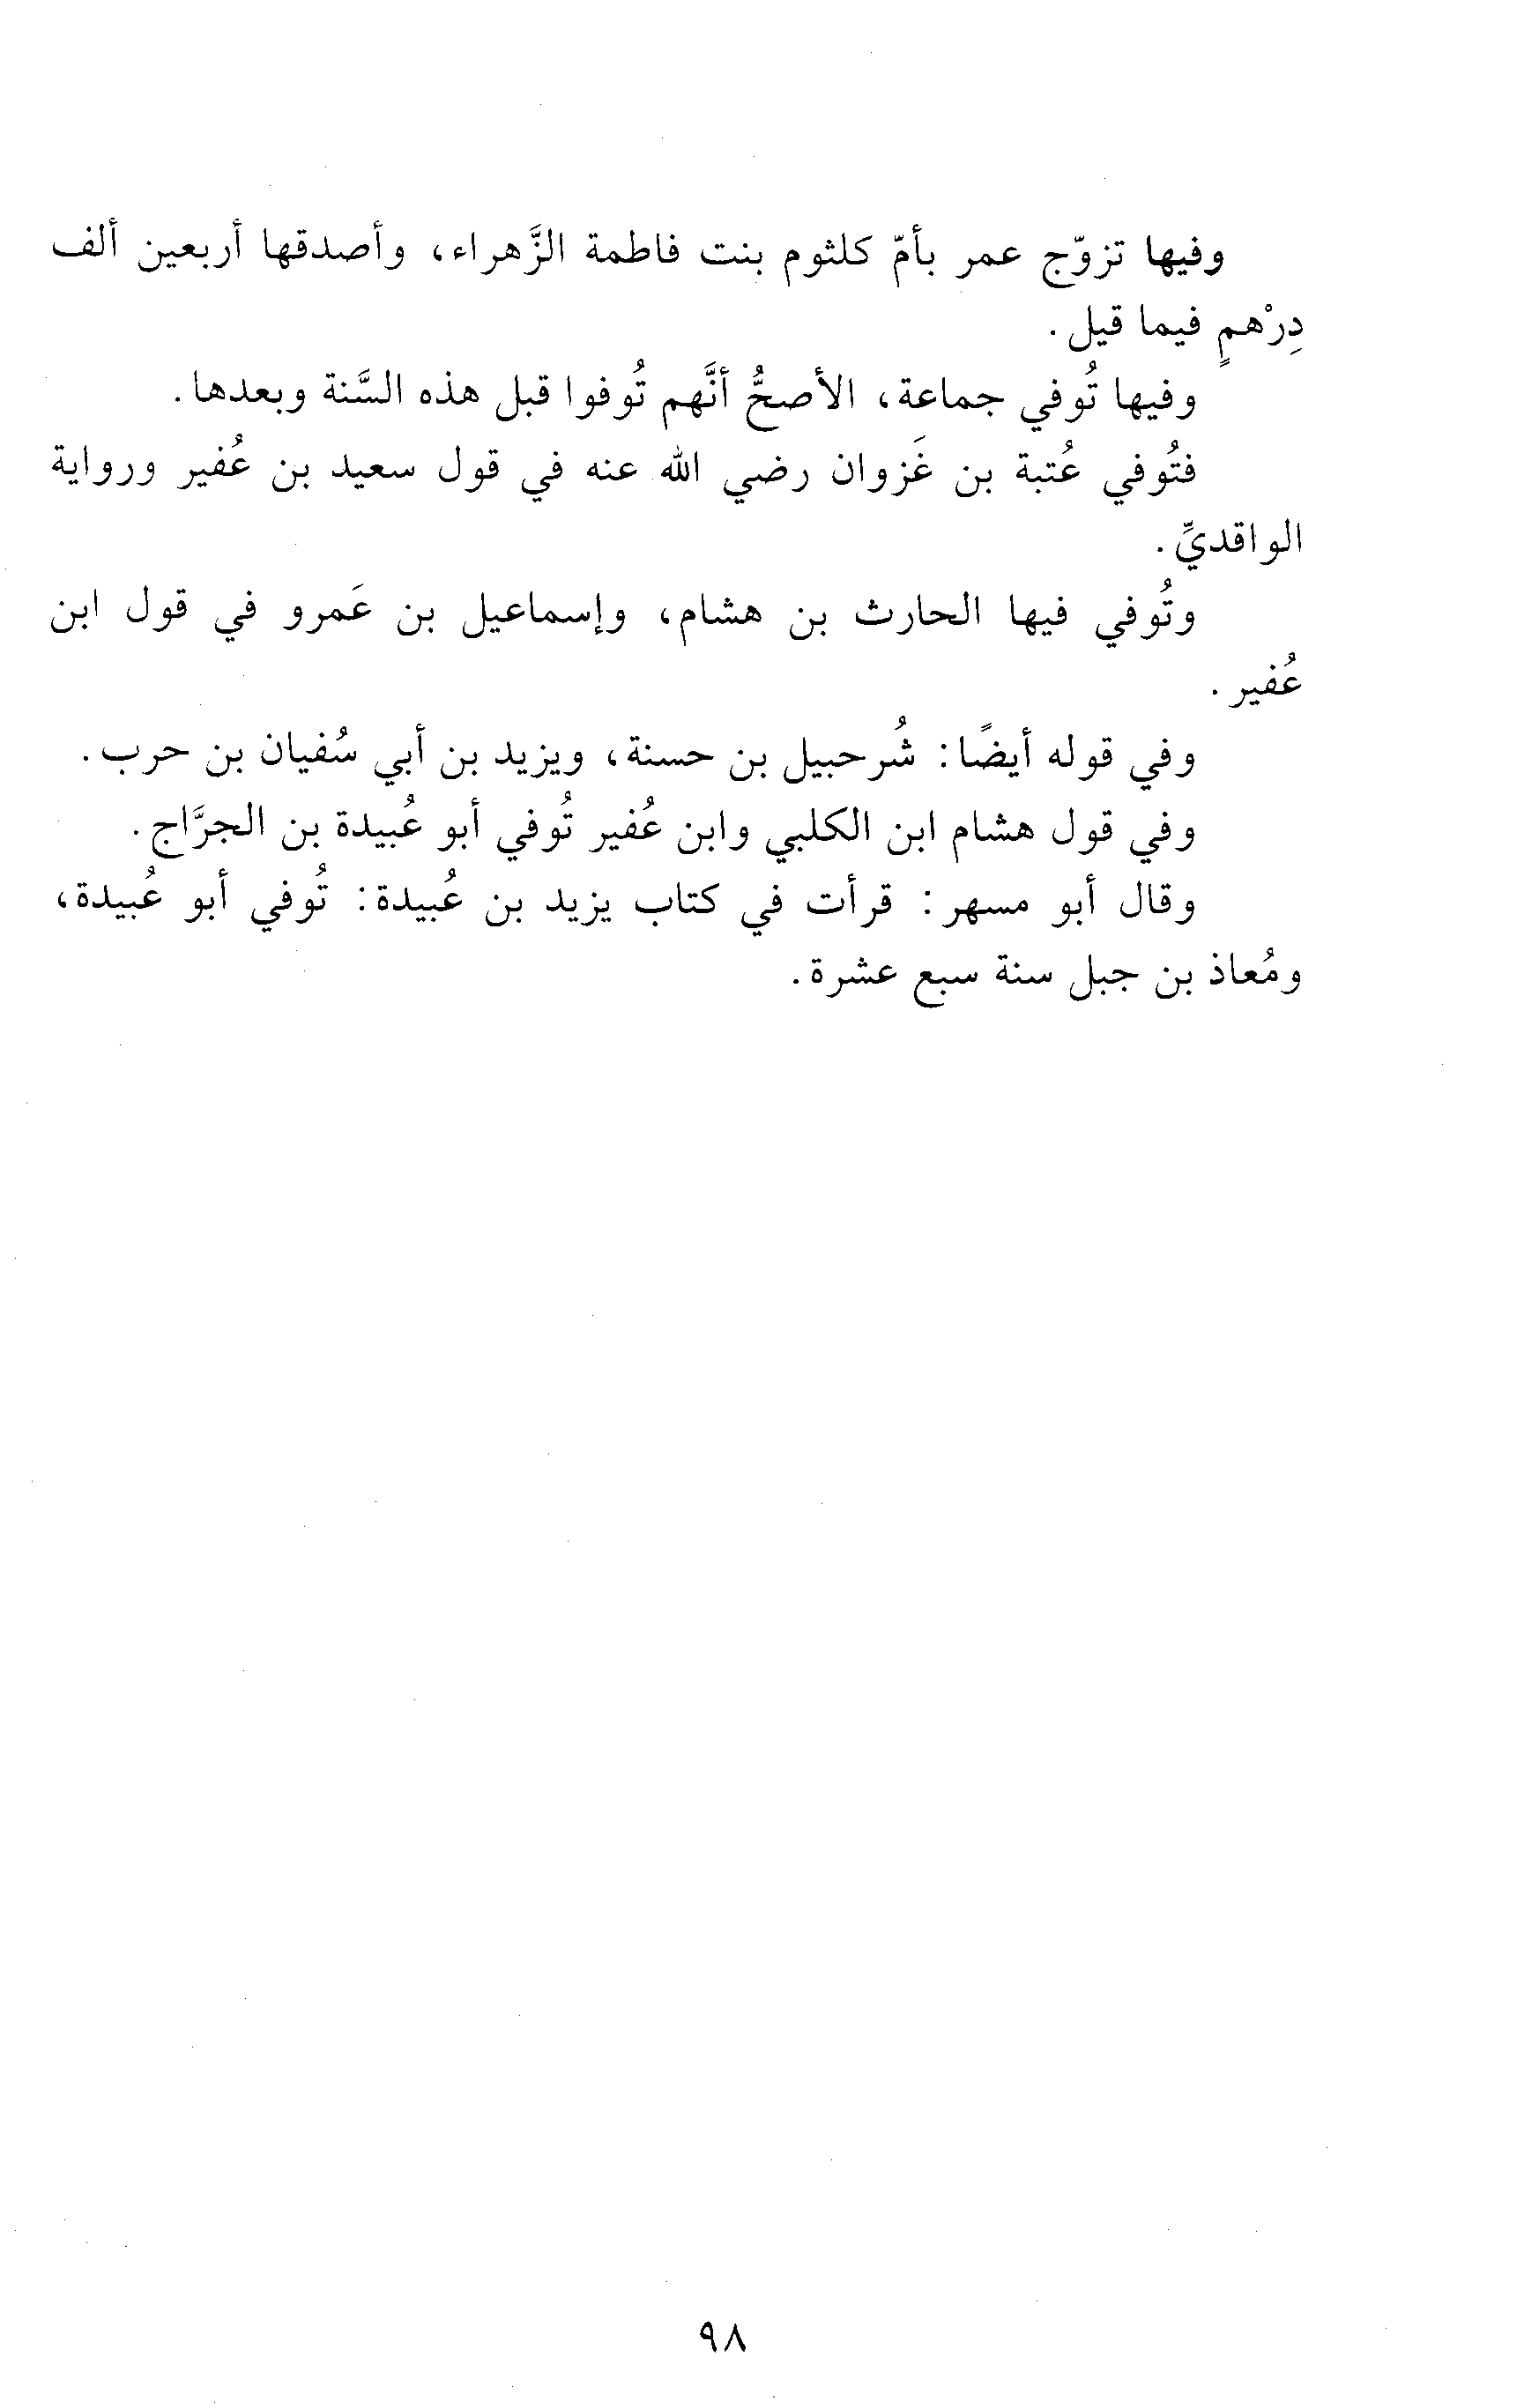 وفيها تزوّج عمر بأمّ كلثوم بنت فاطمة الزَّهراء، وأصدقها أربعين ألف
دِرْهمٍ فيما قيل.
وفيها تُوفي جماعة، الأصحُّ أنَّهم تُوفوا قبل هذه السَّنة وبعدها.
فتُوفي عُتبة بن غَزوان رضي الله عنه في قول سعيد بن عُفير ورواية
الواقديِّ.
وتُوفي فيها الحارث بن هشام، وإسماعيل بن عَمرو في قول ابن
عُفير.
وفي قوله أيضًا: شُرحبيل بن حسنة، ويزيد بن أبي سُفيان بن حرب.
وفي قول هشام ابن الكلبي وابن عُفير تُوفي أبو عُبيدة بن الجرَّاج.
وقال أبو مسهر: قرأت في كتاب يزيد بن عُبيدة: تُوفي أبو عُبيدة،
ومُعاذ بن جبل سنة سبع عشرة.
٩٨